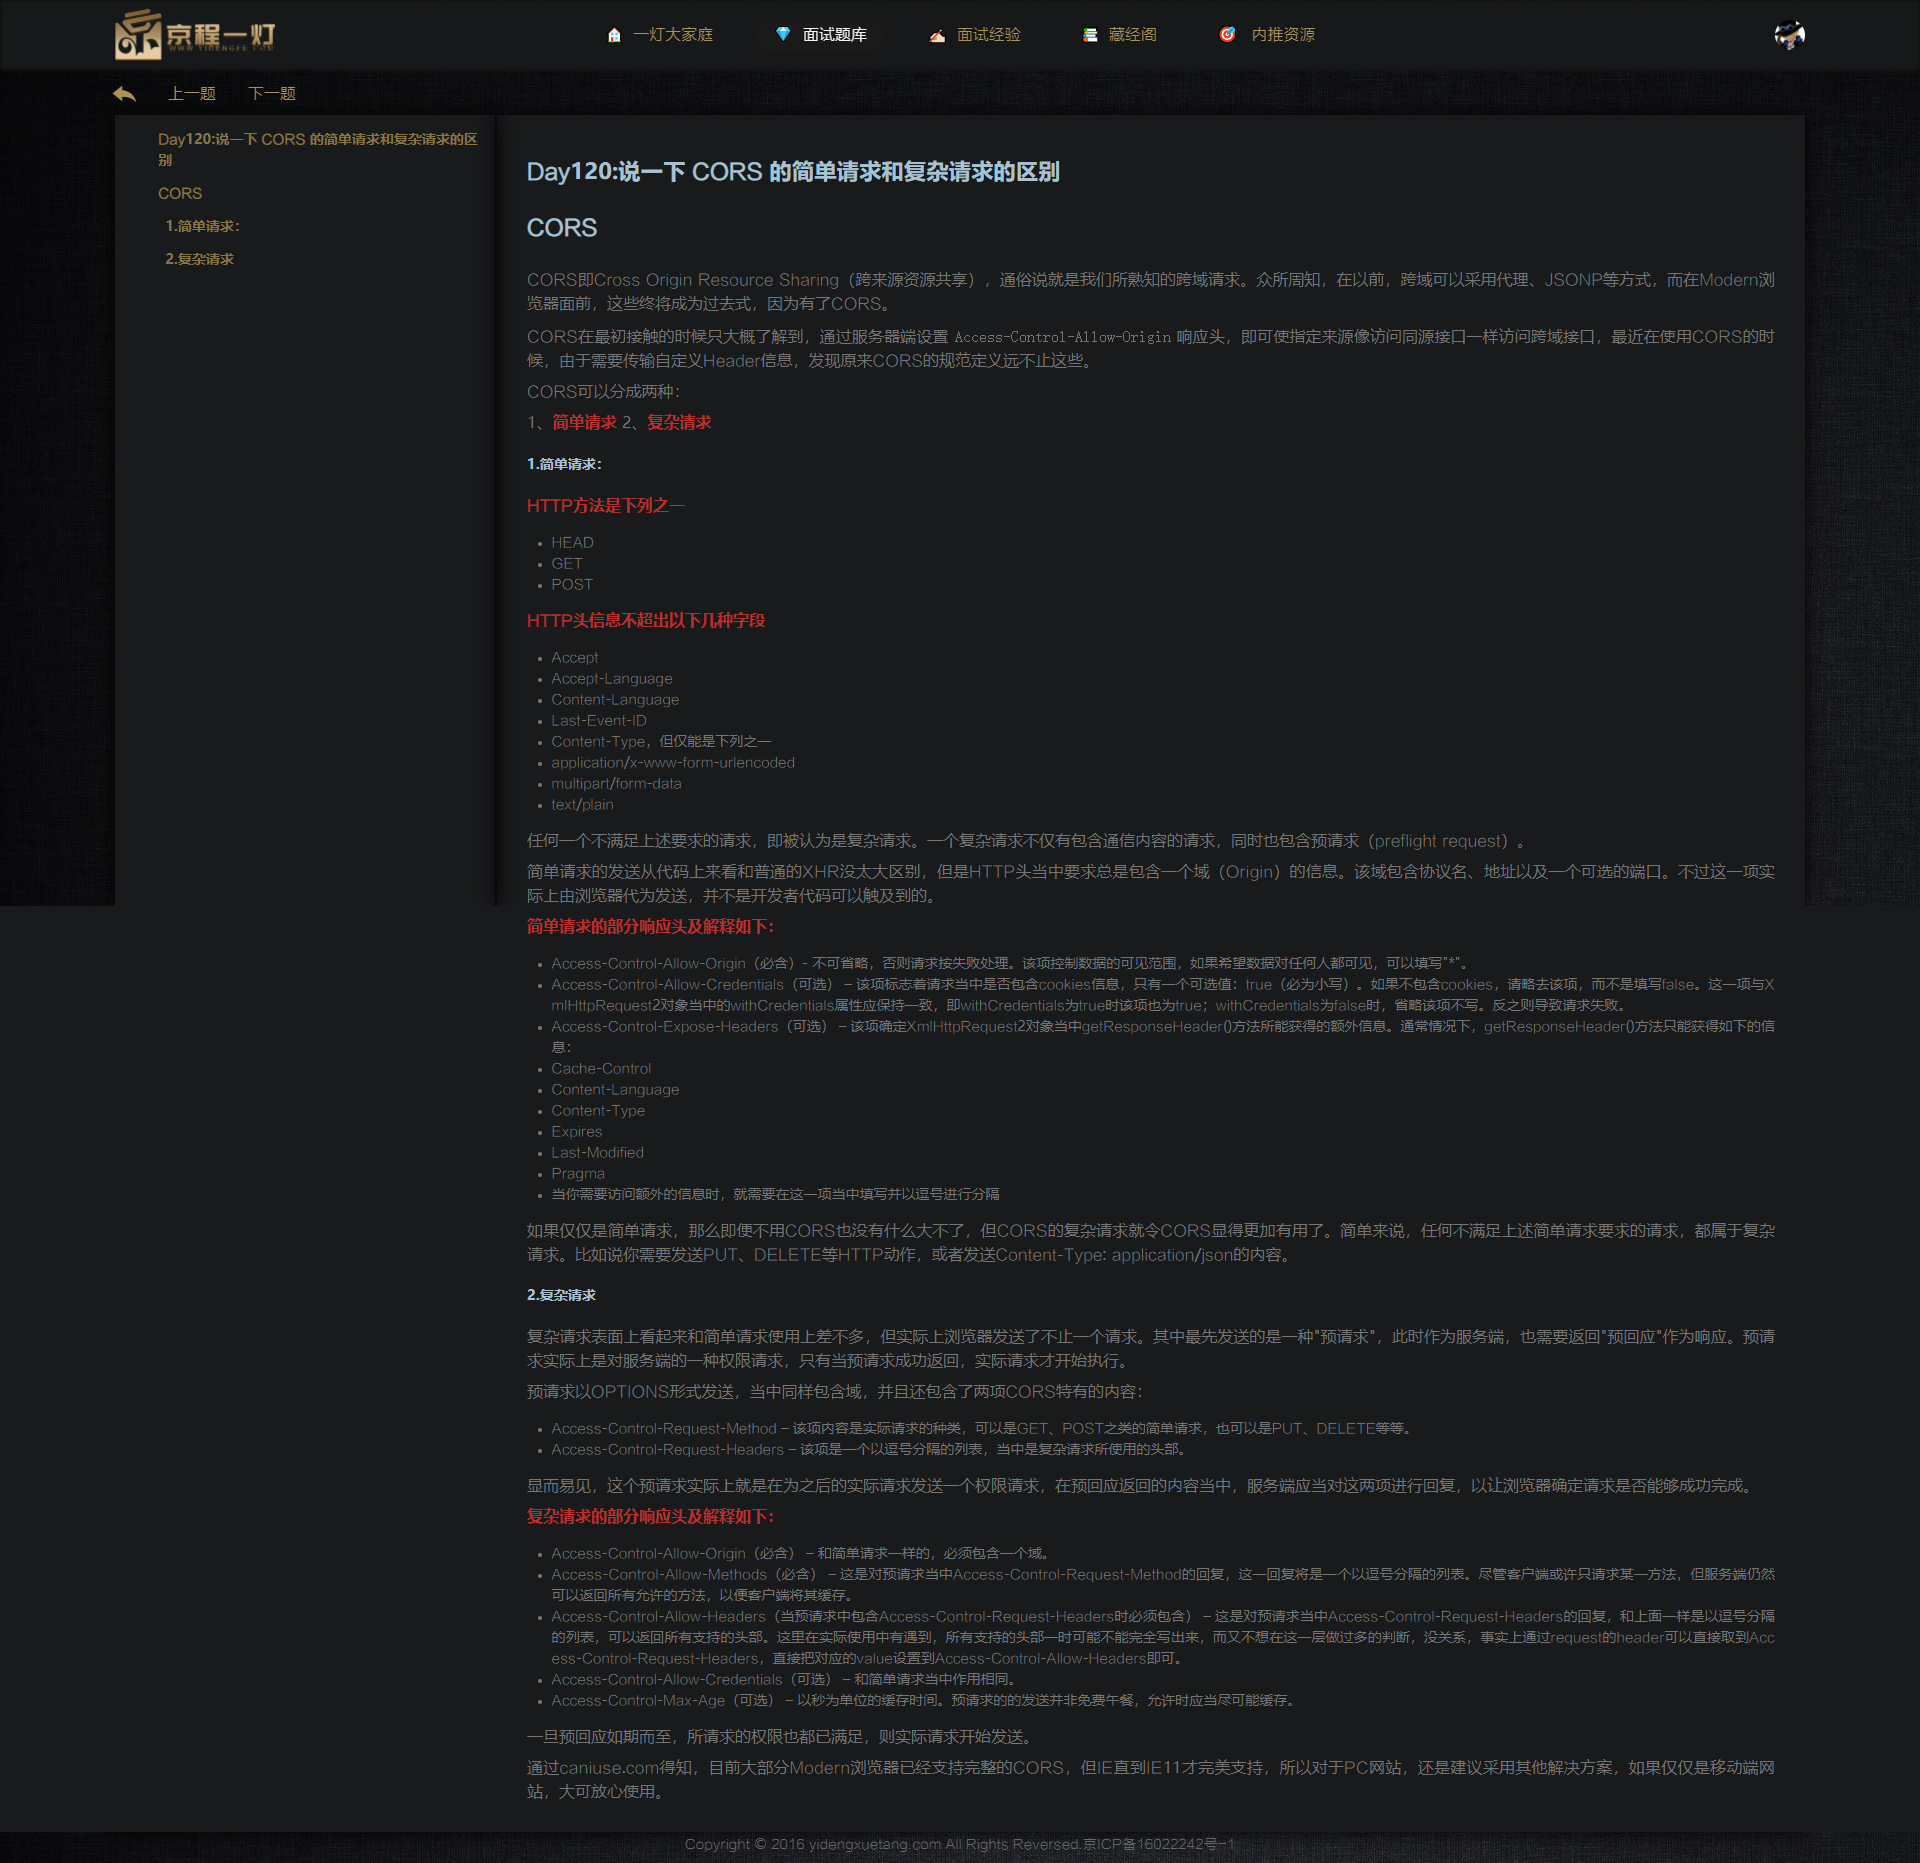 京程一灯
WWW.YIDENGFE.COM
一灯大家庭
面试题库
面试经验
藏经阁
内推资源
上一题
下一题
Day120:说一下 CORS 的简单请求和复杂请求的区
别
CORS
1.简单请求：
2.复杂请求
Day120:说一下 CORS 的简单请求和复杂请求的区别
CORS
CORS即Cross Origin Resource Sharing（跨来源资源共享），通俗说就是我们所熟知的跨域请求。众所周知，在以前，跨域可以采用代理、JSONP等方式，而在Modern浏
览器面前，这些终将成为过去式，因为有了CORS。
CORS在最初接触的时候只大概了解到，通过服务器端设置 Access-Control-Allow-Origin 响应头，即可使指定来源像访问同源接口一样访问跨域接口，最近在使用CORS的时
候，由于需要传输自定义Header信息，发现原来CORS的规范定义远不止这些。
CORS可以分成两种：
1、简单请求 2、复杂请求
1.简单请求：
HTTP方法是下列之一
HEAD
GET
POST
HTTP头信息不超出以下几种字段
Accept
Accept-Language
Content-Language
Last-Event-ID
Content-Type，但仅能是下列之一
application/x-www-form-urlencoded
multipart/form-data
text/plain
任何一个不满足上述要求的请求，即被认为是复杂请求。一个复杂请求不仅有包含通信内容的请求，同时也包含预请求（preflight request）。
简单请求的发送从代码上来看和普通的XHR没太大区别，但是HTTP头当中要求总是包含一个域（Origin）的信息。该域包含协议名、地址以及一个可选的端口。不过这一项实
际上由浏览器代为发送，并不是开发者代码可以触及到的。
简单请求的部分响应头及解释如下：
Access-Control-Allow-Origin（必含）- 不可省略，否则请求按失败处理。该项控制数据的可见范围，如果希望数据对任何人都可见，可以填写"*"。
Access-Control-Allow-Credentials（可选） – 该项标志着请求当中是否包含cookies信息，只有一个可选值：true（必为小写）。如果不包含cookies，请略去该项，而不是填写false。这一项与X
mlHttpRequest2对象当中的withCredentials属性应保持一致，即withCredentials为true时该项也为true；withCredentials为false时，省略该项不写。反之则导致请求失败。
Access-Control-Expose-Headers（可选） – 该项确定XmlHttpRequest2对象当中getResponseHeader()方法所能获得的额外信息。通常情况下，getResponseHeader()方法只能获得如下的信
息：
Cache-Control
Content-Language
Content-Type
Expires
Last-Modified
Pragma
当你需要访问额外的信息时，就需要在这一项当中填写并以逗号进行分隔
如果仅仅是简单请求，那么即便不用CORS也没有什么大不了，但CORS的复杂请求就令CORS显得更加有用了。简单来说，任何不满足上述简单请求要求的请求，都属于复杂
请求。比如说你需要发送PUT、DELETE等HTTP动作，或者发送Content-Type: application/json的内容。
2.复杂请求
复杂请求表面上看起来和简单请求使用上差不多，但实际上浏览器发送了不止一个请求。其中最先发送的是一种"预请求"，此时作为服务端，也需要返回"预回应"作为响应。预请
求实际上是对服务端的一种权限请求，只有当预请求成功返回，实际请求才开始执行。
预请求以OPTIONS形式发送，当中同样包含域，并且还包含了两项CORS特有的内容：
Access-Control-Request-Method – 该项内容是实际请求的种类，可以是GET、POST之类的简单请求，也可以是PUT、DELETE等等。
Access-Control-Request-Headers – 该项是一个以逗号分隔的列表，当中是复杂请求所使用的头部。
显而易见，这个预请求实际上就是在为之后的实际请求发送一个权限请求，在预回应返回的内容当中，服务端应当对这两项进行回复，以让浏览器确定请求是否能够成功完成。
复杂请求的部分响应头及解释如下：
Access-Control-Allow-Origin（必含） – 和简单请求一样的，必须包含一个域。
Access-Control-Allow-Methods（必含） – 这是对预请求当中Access-Control-Request-Method的回复，这一回复将是一个以逗号分隔的列表。尽管客户端或许只请求某一方法，但服务端仍然
可以返回所有允许的方法，以便客户端将其缓存。
Access-Control-Allow-Headers（当预请求中包含Access-Control-Request-Headers时必须包含） – 这是对预请求当中Access-Control-Request-Headers的回复，和上面一样是以逗号分隔
的列表，可以返回所有支持的头部。这里在实际使用中有遇到，所有支持的头部一时可能不能完全写出来，而又不想在这一层做过多的判断，没关系，事实上通过request的header可以直接取到Acc
ess-Control-Request-Headers，直接把对应的value设置到Access-Control-Allow-Headers即可。
Access-Control-Allow-Credentials（可选） – 和简单请求当中作用相同。
Access-Control-Max-Age（可选） – 以秒为单位的缓存时间。预请求的的发送并非免费午餐，允许时应当尽可能缓存。
一旦预回应如期而至，所请求的权限也都已满足，则实际请求开始发送。
通过caniuse.com得知，目前大部分Modern浏览器已经支持完整的CORS，但IE直到IE11才完美支持，所以对于PC网站，还是建议采用其他解决方案，如果仅仅是移动端网
站，大可放心使用。
Copyright © 2016 yidengxuetang.com All Rights Reversed.京ICP备16022242号-1